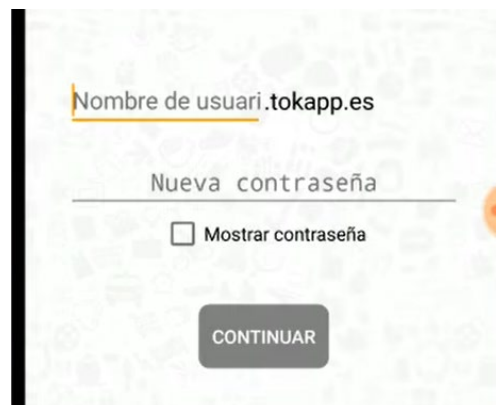 Nombre de usuari.tokapp.es
Nueva contraseña
Mostrar contraseña
CONTINUAR